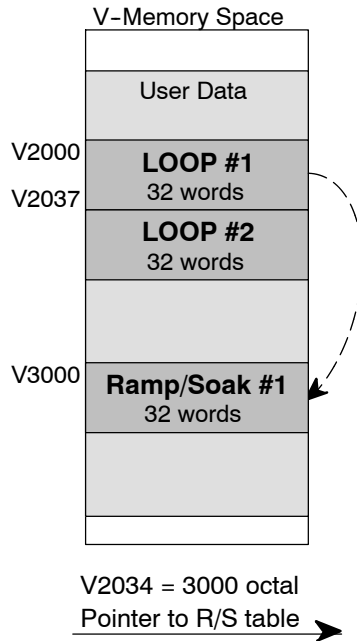 V-Memory Space
User Data
V2000
LOOP #1
32 words
V2037
LOOP #2
32 words
V3000
Ramp/Soak #1
32 words
V2034 = 3000 octal
Pointer to R/S table